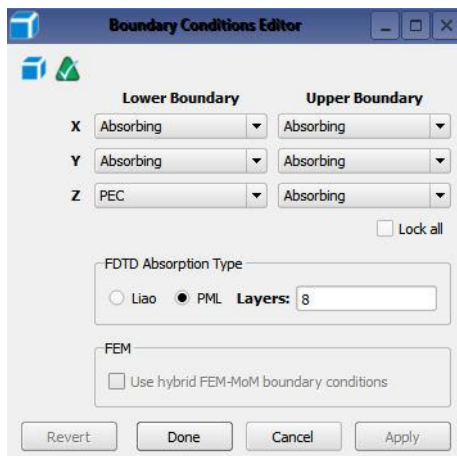 Boundary Conditions Editor
Lower Boundary Upper Boundary
X Absorbing Absorbing
Y Absorbing Absorbing
Z PEC Absorbing
Lock all
FDTD Absorption Type
Liao PML Layers: 8
FEM
Use hybrid FEM-MoM boundary conditions
Revert Done Cancel Apply